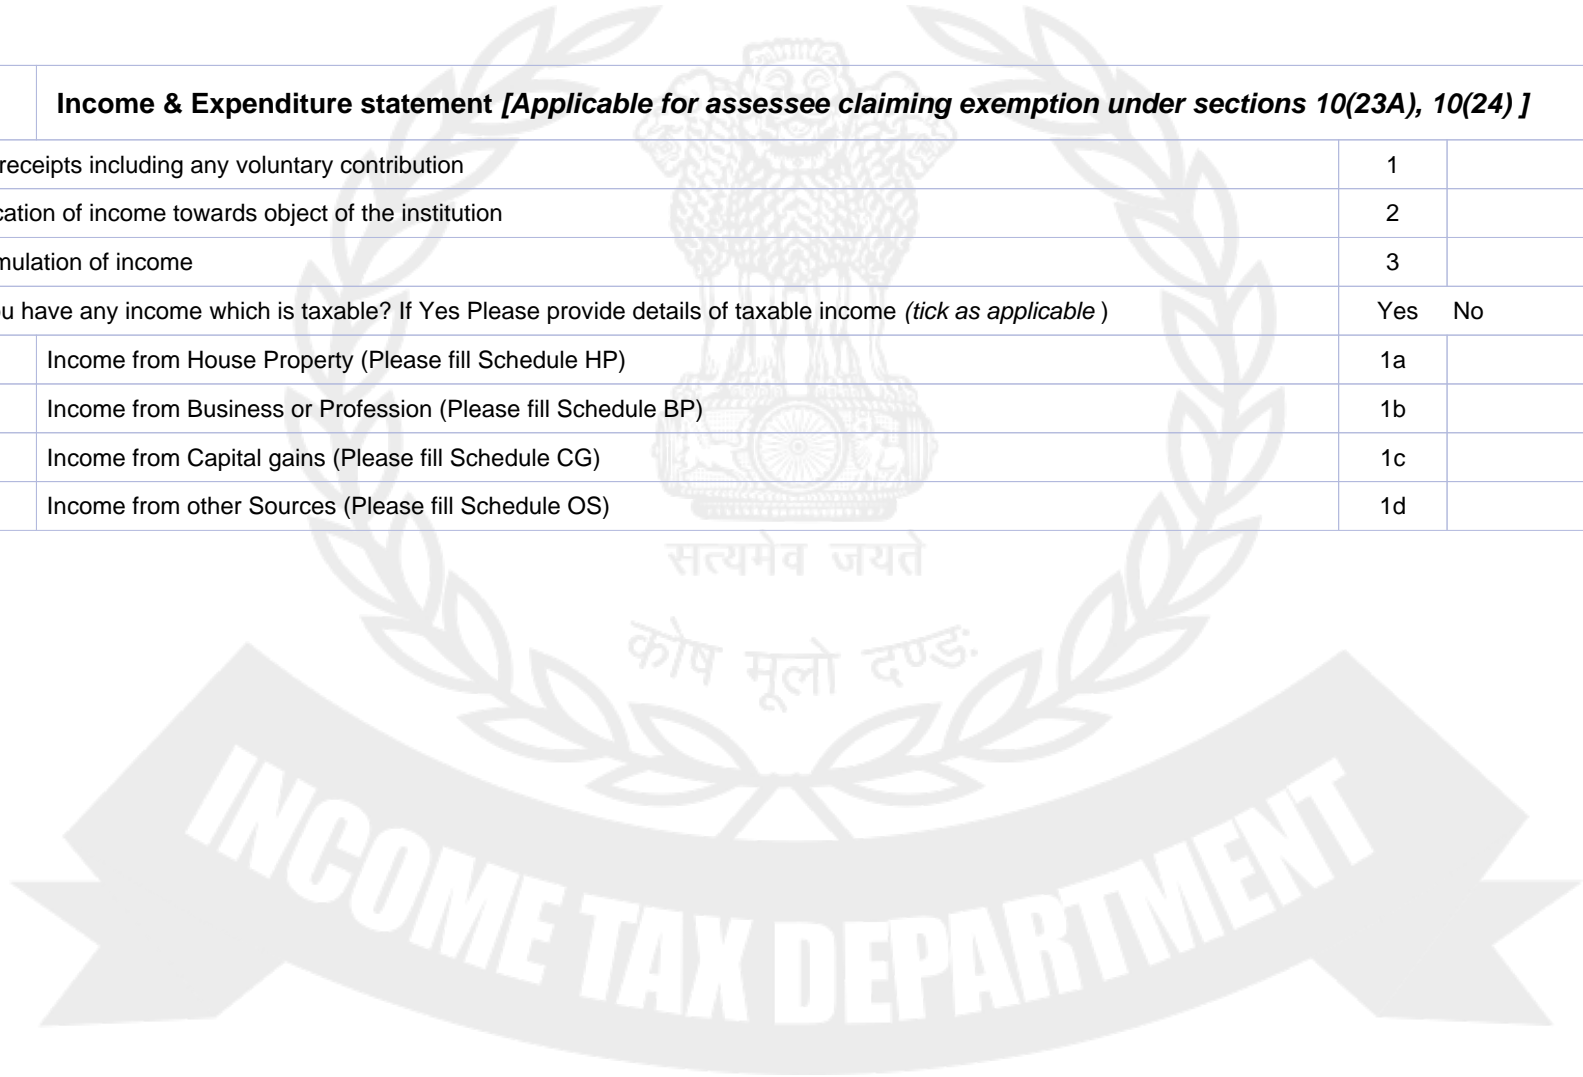 Income & Expenditure statement [Applicable for assessee claiming exemption under sections 10(23A), 10(24) ]
receipts including any voluntary contribution 1
cation of income towards object of the institution 2
mulation of income 3
u have any income which is taxable? If Yes Please provide details of taxable income (tick as applicable ) Yes No
Income from House Property (Please fill Schedule HP) 1a
Income from Business or Profession (Please fill Schedule BP) 1b
Income from Capital gains (Please fill Schedule CG) 1c
Income from other Sources (Please fill Schedule OS) 1d
सत्यमेव जयते
कोष मूलो दण्डः
INCOME TAX DEPARTMENT